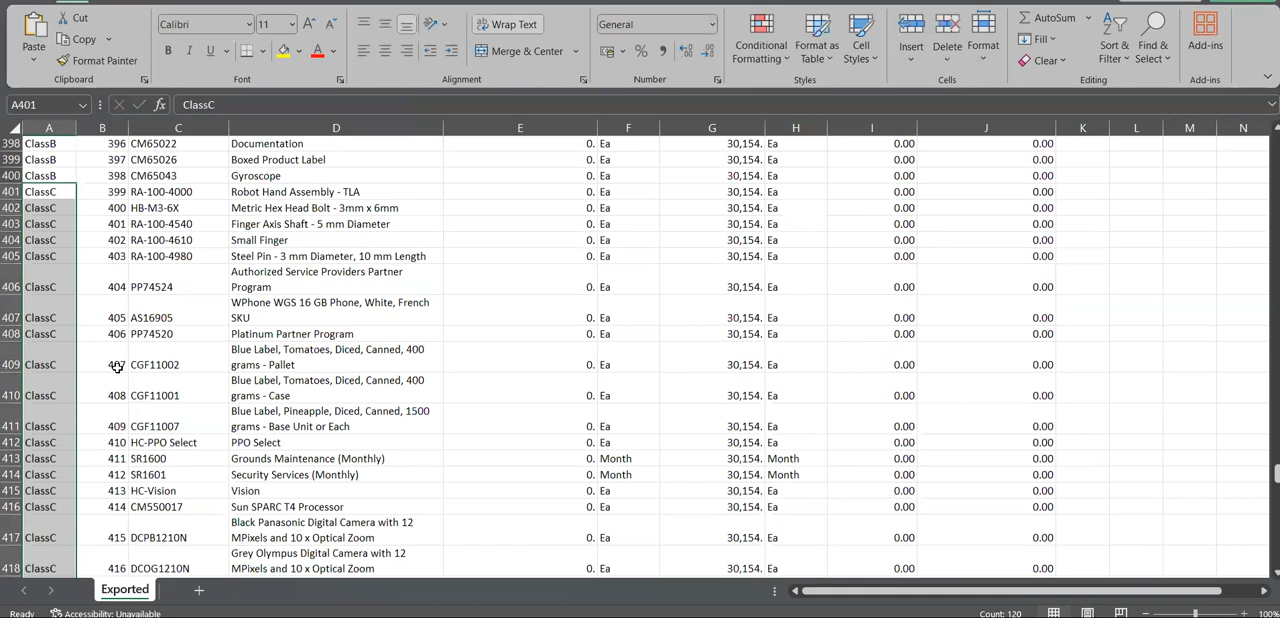 Cut
Copy
Format Painter
Paste
Clipboard
Calibri 11
B I U
Font
Wrap Text
Merge & Center
Alignment
General
Number
Conditional Formatting
Format as Table
Cell Styles
Styles
Insert
Delete
Format
Cells
AutoSum
Fill
Clear
Sort & Filter
Find & Select
Editing
Add-ins
Add-ins
A401 fx ClassC
A B C D E F G H I J K L M N
398 ClassB 396 CM65022 Documentation 0. Ea 30,154. Ea 0.00 0.00
399 ClassB 397 CM65026 Boxed Product Label 0. Ea 30,154. Ea 0.00 0.00
400 ClassB 398 CM65043 Gyroscope 0. Ea 30,154. Ea 0.00 0.00
401 ClassC 399 RA-100-4000 Robot Hand Assembly - TLA 0. Ea 30,154. Ea 0.00 0.00
402 ClassC 400 HB-M3-6X Metric Hex Head Bolt - 3mm x 6mm 0. Ea 30,154. Ea 0.00 0.00
403 ClassC 401 RA-100-4540 Finger Axis Shaft - 5 mm Diameter 0. Ea 30,154. Ea 0.00 0.00
404 ClassC 402 RA-100-4610 Small Finger 0. Ea 30,154. Ea 0.00 0.00
405 ClassC 403 RA-100-4980 Steel Pin - 3 mm Diameter, 10 mm Length 0. Ea 30,154. Ea 0.00 0.00
Authorized Service Providers Partner
406 ClassC 404 PP74524 Program 0. Ea 30,154. Ea 0.00 0.00
WPhone WGS 16 GB Phone, White, French
407 ClassC 405 AS16905 SKU 0. Ea 30,154. Ea 0.00 0.00
408 ClassC 406 PP74520 Platinum Partner Program 0. Ea 30,154. Ea 0.00 0.00
Blue Label, Tomatoes, Diced, Canned, 400
409 ClassC 407 CGF11002 grams - Pallet 0. Ea 30,154. Ea 0.00 0.00
Blue Label, Tomatoes, Diced, Canned, 400
410 ClassC 408 CGF11001 grams - Case 0. Ea 30,154. Ea 0.00 0.00
Blue Label, Pineapple, Diced, Canned, 1500
411 ClassC 409 CGF11007 grams - Base Unit or Each 0. Ea 30,154. Ea 0.00 0.00
412 ClassC 410 HC-PPO Select PPO Select 0. Ea 30,154. Ea 0.00 0.00
413 ClassC 411 SR1600 Grounds Maintenance (Monthly) 0. Month 30,154. Month 0.00 0.00
414 ClassC 412 SR1601 Security Services (Monthly) 0. Month 30,154. Month 0.00 0.00
415 ClassC 413 HC-Vision Vision 0. Ea 30,154. Ea 0.00 0.00
416 ClassC 414 CM550017 Sun SPARC T4 Processor 0. Ea 30,154. Ea 0.00 0.00
Black Panasonic Digital Camera with 12
417 ClassC 415 DCPB1210N MPixels and 10 x Optical Zoom 0. Ea 30,154. Ea 0.00 0.00
Grey Olympus Digital Camera with 12
418 ClassC 416 DCOG1210N MPixels and 10 x Optical Zoom 0. Ea 30,154. Ea 0.00 0.00
Exported
Ready Accessibility: Unavailable Count: 120 100%